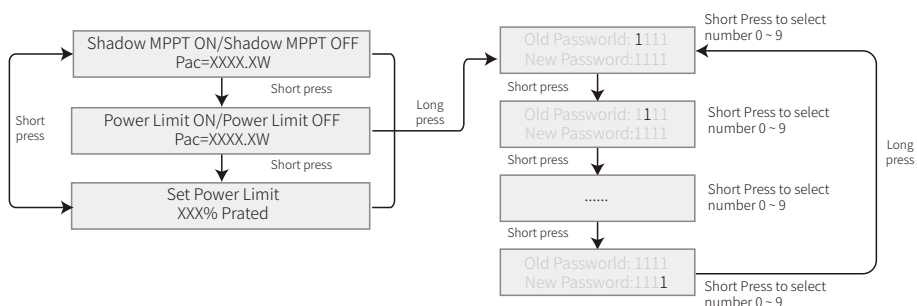 Shadow MPPT ON/Shadow MPPT OFF
Pac=XXXX.XW
Short press
Power Limit ON/Power Limit OFF
Pac=XXXX.XW
Short press
Set Power Limit
XXX% Prated
Short
press
Long
press
Old Passworld: 1111
New Password:1111
Short Press to select
number 0 ~ 9
Short press
Old Passworld: 1111
New Password:1111
Short Press to select
number 0 ~ 9
Short press
......
Short Press to select
number 0 ~ 9
Short press
Old Passworld: 1111
New Password: 1111
Short Press to select
number 0 ~ 9
Long
press